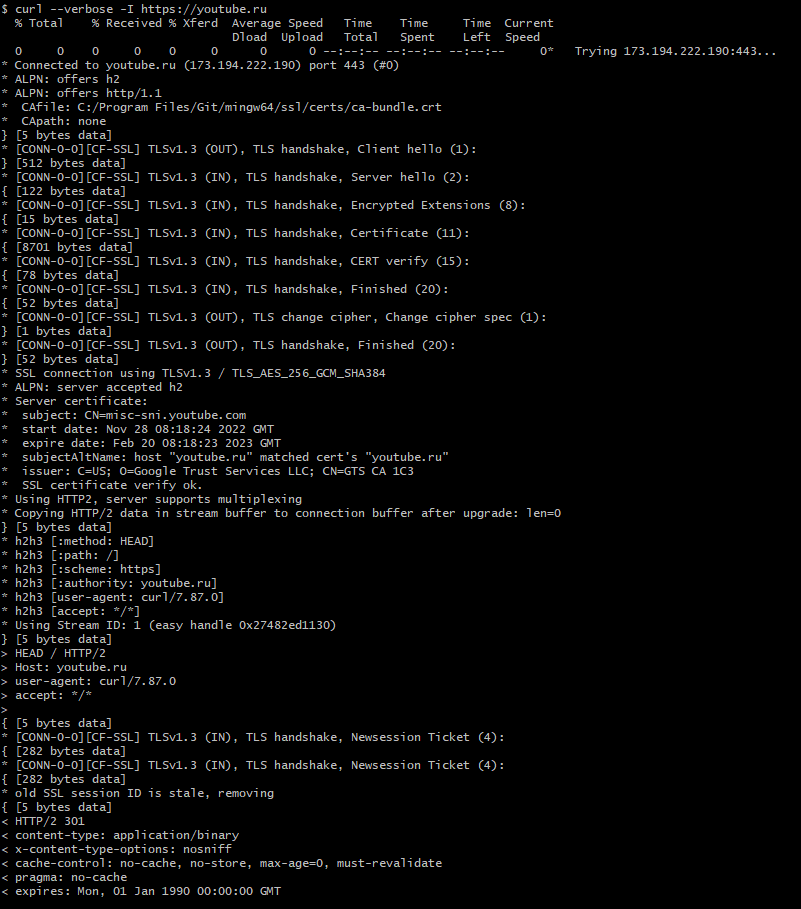 $ curl --verbose -I https://youtube.ru
  % Total    % Received % Xferd  Average Speed   Time    Time     Time  Current
                                 Dload  Upload   Total   Spent    Left  Speed
  0     0    0     0    0     0      0      0 --:--:-- --:--:-- --:--:--     0*   Trying 173.194.222.190:443...
* Connected to youtube.ru (173.194.222.190) port 443 (#0)
* ALPN: offers h2
* ALPN: offers http/1.1
*  CAfile: C:/Program Files/Git/mingw64/ssl/certs/ca-bundle.crt
*  CApath: none
} [5 bytes data]
* [CONN-0-0][CF-SSL] TLSv1.3 (OUT), TLS handshake, Client hello (1):
} [512 bytes data]
* [CONN-0-0][CF-SSL] TLSv1.3 (IN), TLS handshake, Server hello (2):
{ [122 bytes data]
* [CONN-0-0][CF-SSL] TLSv1.3 (IN), TLS handshake, Encrypted Extensions (8):
{ [15 bytes data]
* [CONN-0-0][CF-SSL] TLSv1.3 (IN), TLS handshake, Certificate (11):
{ [8701 bytes data]
* [CONN-0-0][CF-SSL] TLSv1.3 (IN), TLS handshake, CERT verify (15):
{ [78 bytes data]
* [CONN-0-0][CF-SSL] TLSv1.3 (IN), TLS handshake, Finished (20):
{ [52 bytes data]
* [CONN-0-0][CF-SSL] TLSv1.3 (OUT), TLS change cipher, Change cipher spec (1):
} [1 bytes data]
* [CONN-0-0][CF-SSL] TLSv1.3 (OUT), TLS handshake, Finished (20):
} [52 bytes data]
* SSL connection using TLSv1.3 / TLS_AES_256_GCM_SHA384
* ALPN: server accepted h2
* Server certificate:
*  subject: CN=misc-sni.youtube.com
*  start date: Nov 28 08:18:24 2022 GMT
*  expire date: Feb 20 08:18:23 2023 GMT
*  subjectAltName: host "youtube.ru" matched cert's "youtube.ru"
*  issuer: C=US; O=Google Trust Services LLC; CN=GTS CA 1C3
*  SSL certificate verify ok.
* Using HTTP2, server supports multiplexing
* Copying HTTP/2 data in stream buffer to connection buffer after upgrade: len=0
} [5 bytes data]
* h2h3 [:method: HEAD]
* h2h3 [:path: /]
* h2h3 [:scheme: https]
* h2h3 [:authority: youtube.ru]
* h2h3 [user-agent: curl/7.87.0]
* h2h3 [accept: */*]
* Using Stream ID: 1 (easy handle 0x27482ed1130)
} [5 bytes data]
> HEAD / HTTP/2
> Host: youtube.ru
> user-agent: curl/7.87.0
> accept: */*
>
{ [5 bytes data]
* [CONN-0-0][CF-SSL] TLSv1.3 (IN), TLS handshake, Newsession Ticket (4):
{ [282 bytes data]
* [CONN-0-0][CF-SSL] TLSv1.3 (IN), TLS handshake, Newsession Ticket (4):
{ [282 bytes data]
* old SSL session ID is stale, removing
{ [5 bytes data]
< HTTP/2 301
< content-type: application/binary
< x-content-type-options: nosniff
< cache-control: no-cache, no-store, max-age=0, must-revalidate
< pragma: no-cache
< expires: Mon, 01 Jan 1990 00:00:00 GMT